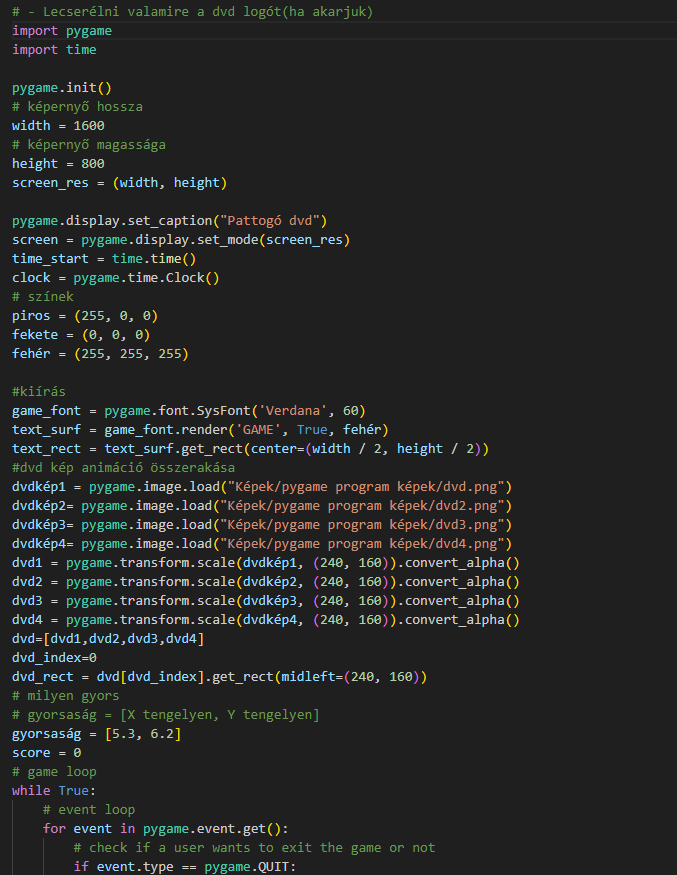 # - Lecserélni valamire a dvd logót(ha akarjuk)
import pygame
import time
pygame.init()
# képernyő hossza
width = 1600
# képernyő magassága
height = 800
screen_res = (width, height)
pygame.display.set_caption("Pattogó dvd")
screen = pygame.display.set_mode(screen_res)
time_start = time.time()
clock = pygame.time.Clock()
# színek
piros = (255, 0, 0)
fekete = (0, 0, 0)
fehér = (255, 255, 255)
#kiírás
game_font = pygame.font.SysFont('Verdana', 60)
text_surf = game_font.render('GAME', True, fehér)
text_rect = text_surf.get_rect(center=(width / 2, height / 2))
#dvd kép animáció összerakása
dvdkép1 = pygame.image.load("Képek/pygame program képek/dvd.png")
dvdkép2= pygame.image.load("Képek/pygame program képek/dvd2.png")
dvdkép3= pygame.image.load("Képek/pygame program képek/dvd3.png")
dvdkép4= pygame.image.load("Képek/pygame program képek/dvd4.png")
dvd1 = pygame.transform.scale(dvdkép1, (240, 160)).convert_alpha()
dvd2 = pygame.transform.scale(dvdkép2, (240, 160)).convert_alpha()
dvd3 = pygame.transform.scale(dvdkép3, (240, 160)).convert_alpha()
dvd4 = pygame.transform.scale(dvdkép4, (240, 160)).convert_alpha()
dvd=[dvd1,dvd2,dvd3,dvd4]
dvd_index=0
dvd_rect = dvd[dvd_index].get_rect(midleft=(240, 160))
# milyen gyors
# gyorsaság = [X tengelyen, Y tengelyen]
gyorsaság = [5.3, 6.2]
score = 0
# game loop
while True:
    # event loop
    for event in pygame.event.get():
        # check if a user wants to exit the game or not
        if event.type == pygame.QUIT: